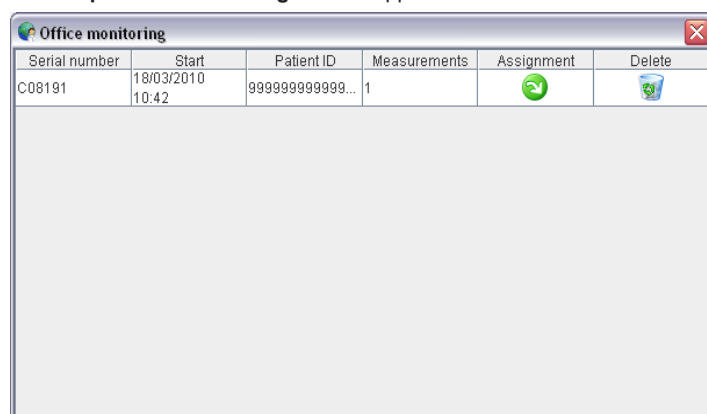 Office monitoring
Serial number Start Patient ID Measurements Assignment Delete
C08191 18/03/2010 10:42 999999999999... 1